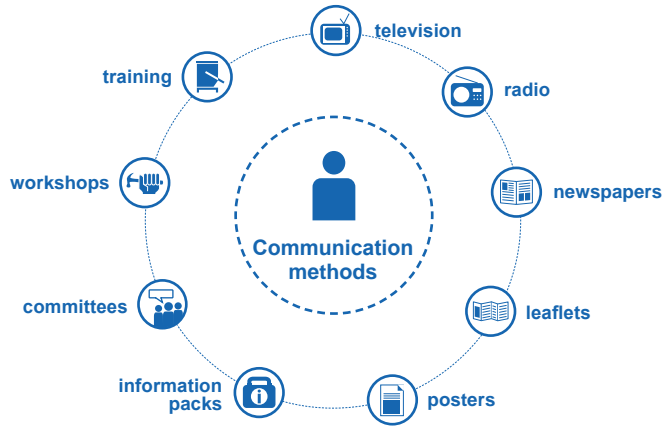 television
training
radio
workshops
newspapers
Communication
methods
committees
leaflets
information
packs
posters